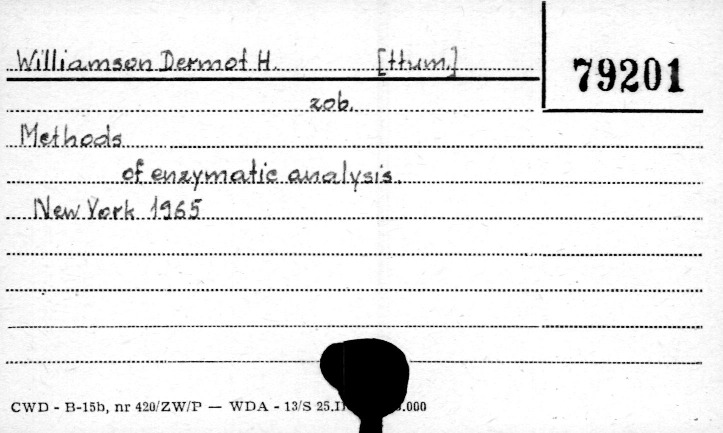 Williamson Dermot H. [tłum.]
79201
zob.
Methods
of enzymatic analysis.
New York 1965
CWD - B-15b, nr 420/ZW/P — WDA - 13/S 25. .000